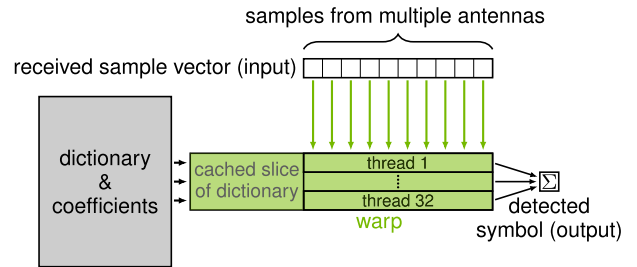 samples from multiple antennas
received sample vector (input)
dictionary
&
coefficients
cached slice
of dictionary
thread 1
thread 32
warp
Σ
detected
symbol (output)